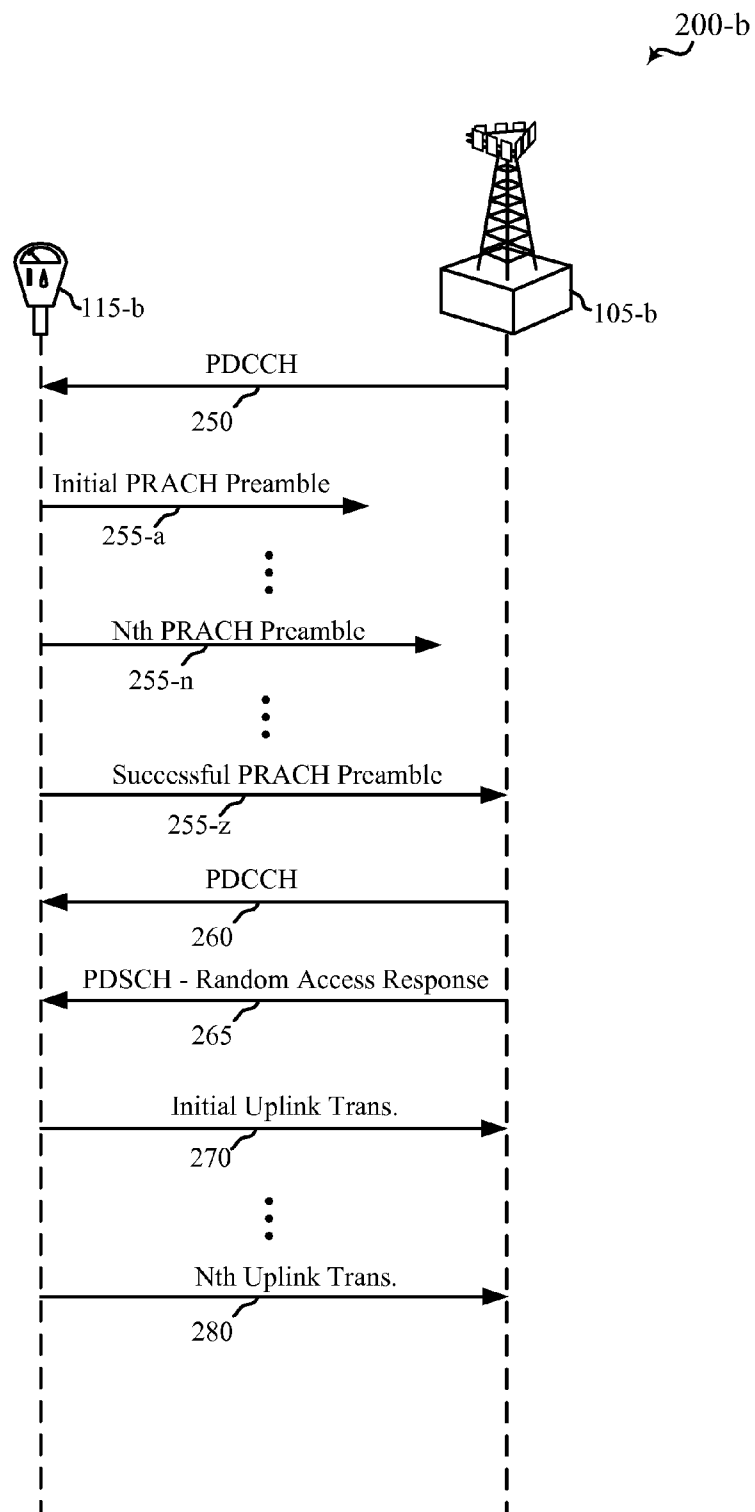 200-b
115-b
105-b
PDCCH
250
Initial PRACH Preamble
255-a
Nth PRACH Preamble
255-n
Successful PRACH Preamble
255-z
PDCCH
260
PDSCH - Random Access Response
265
Initial Uplink Trans.
270
Nth Uplink Trans.
280